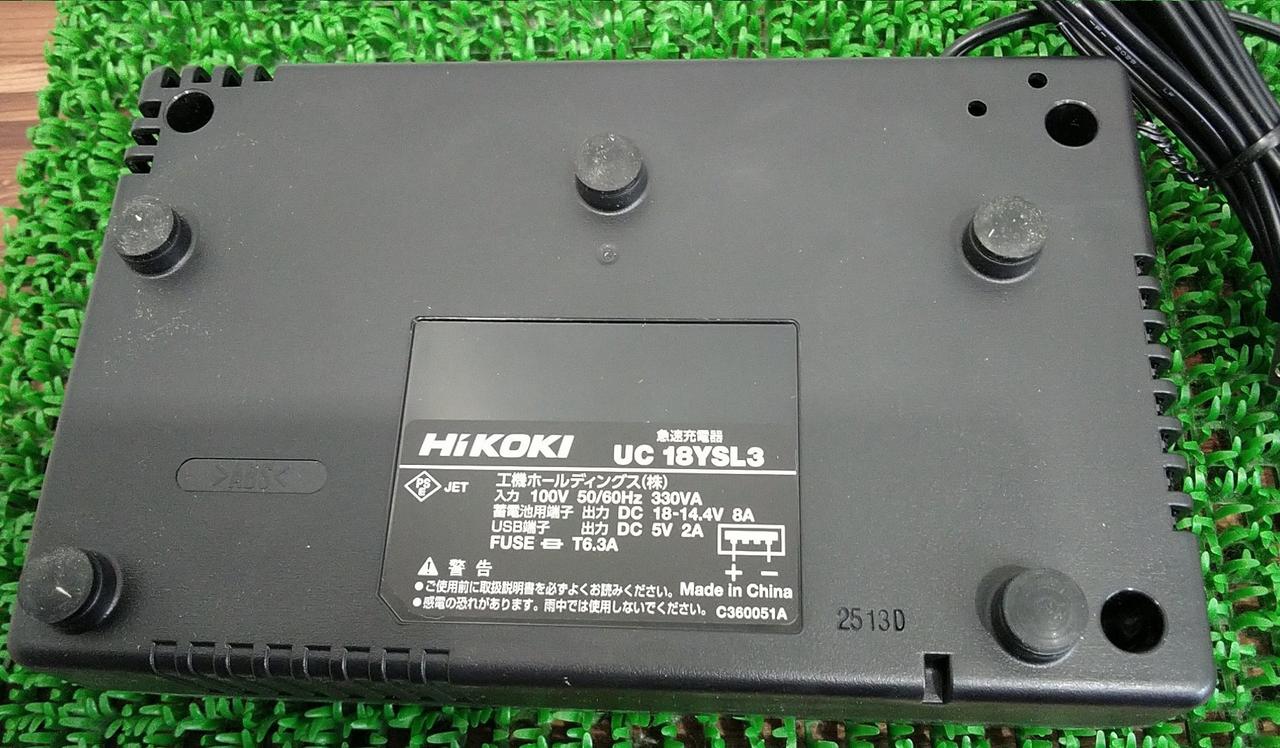 急速充電器
HiKOKI UC 18YSL3
PSE JET 工機ホールディングス(株)
入力 100V 50/60Hz 330VA
蓄電池用端子 出力 DC 18-14.4V 8A
USB端子 出力 DC 5V 2A
FUSE T6.3A
+ −
警告
●ご使用前に取扱説明書を必ずよくお読みください。 Made in China
●感電の恐れがあります。雨中では使用しないでください。 C360051A
>ABS<
2513D